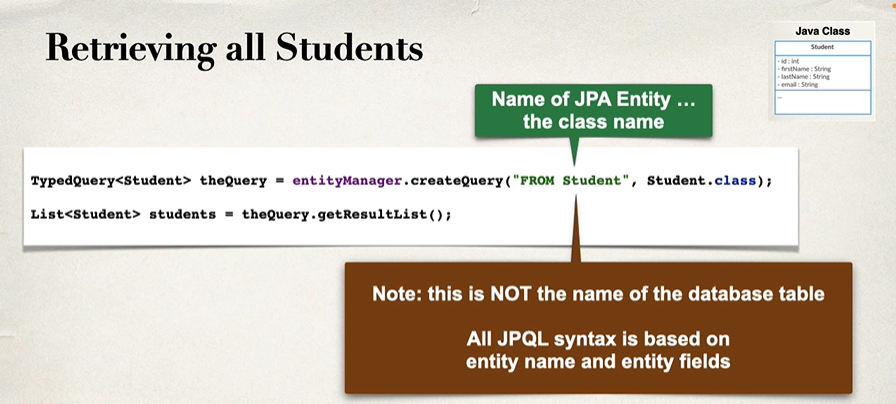 Retrieving all Students
Java Class
Student
- id : int
- firstName : String
- lastName : String
- email : String
...
Name of JPA Entity ...
the class name
TypedQuery<Student> theQuery = entityManager.createQuery("FROM Student", Student.class);
List<Student> students = theQuery.getResultList();
Note: this is NOT the name of the database table
All JPQL syntax is based on
entity name and entity fields